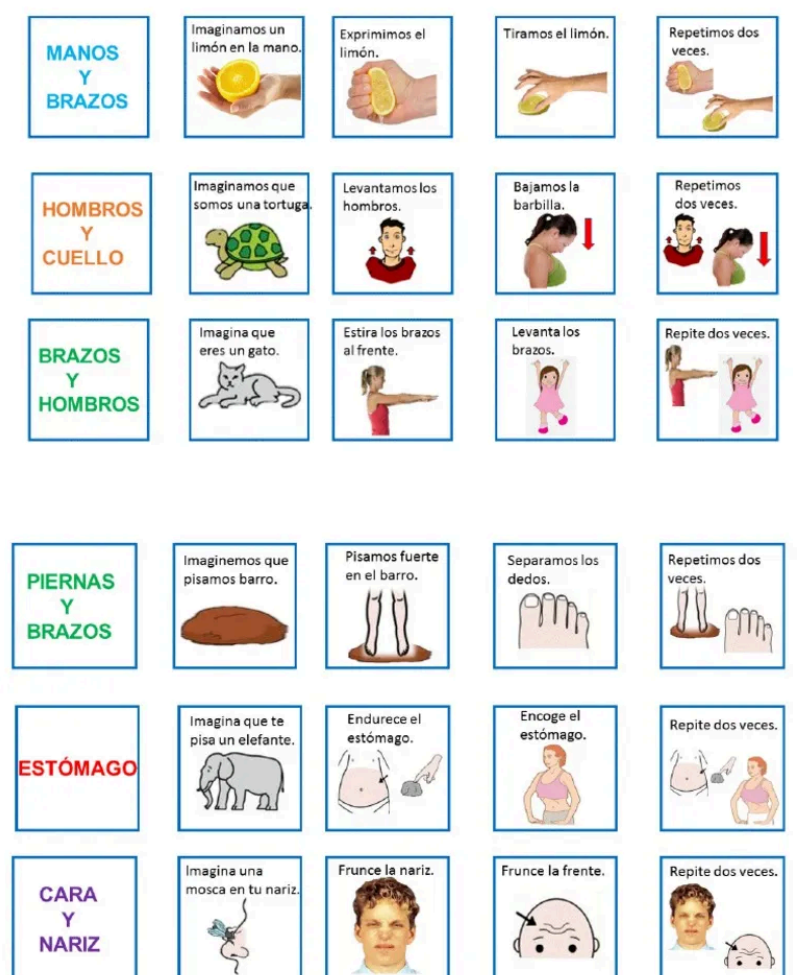 MANOS
Y
BRAZOS
Imaginamos un
limón en la mano.
Exprimimos el
limón.
Tiramos el limón.
Repetimos dos
veces.
HOMBROS
Y
CUELLO
Imaginamos que
somos una tortuga.
Levantamos los
hombros.
Bajamos la
barbilla.
Repetimos
dos veces.
BRAZOS
Y
HOMBROS
Imagina que
eres un gato.
Estira los brazos
al frente.
Levanta los
brazos.
Repite dos veces.
PIERNAS
Y
BRAZOS
Imaginemos que
pisamos barro.
Pisamos fuerte
en el barro.
Separamos los
dedos.
Repetimos dos
veces.
ESTÓMAGO
Imagina que te
pisa un elefante.
Endurece el
estómago.
Encoge el
estómago.
Repite dos veces.
CARA
Y
NARIZ
Imagina una
mosca en tu nariz.
Frunce la nariz.
Frunce la frente.
Repite dos veces.